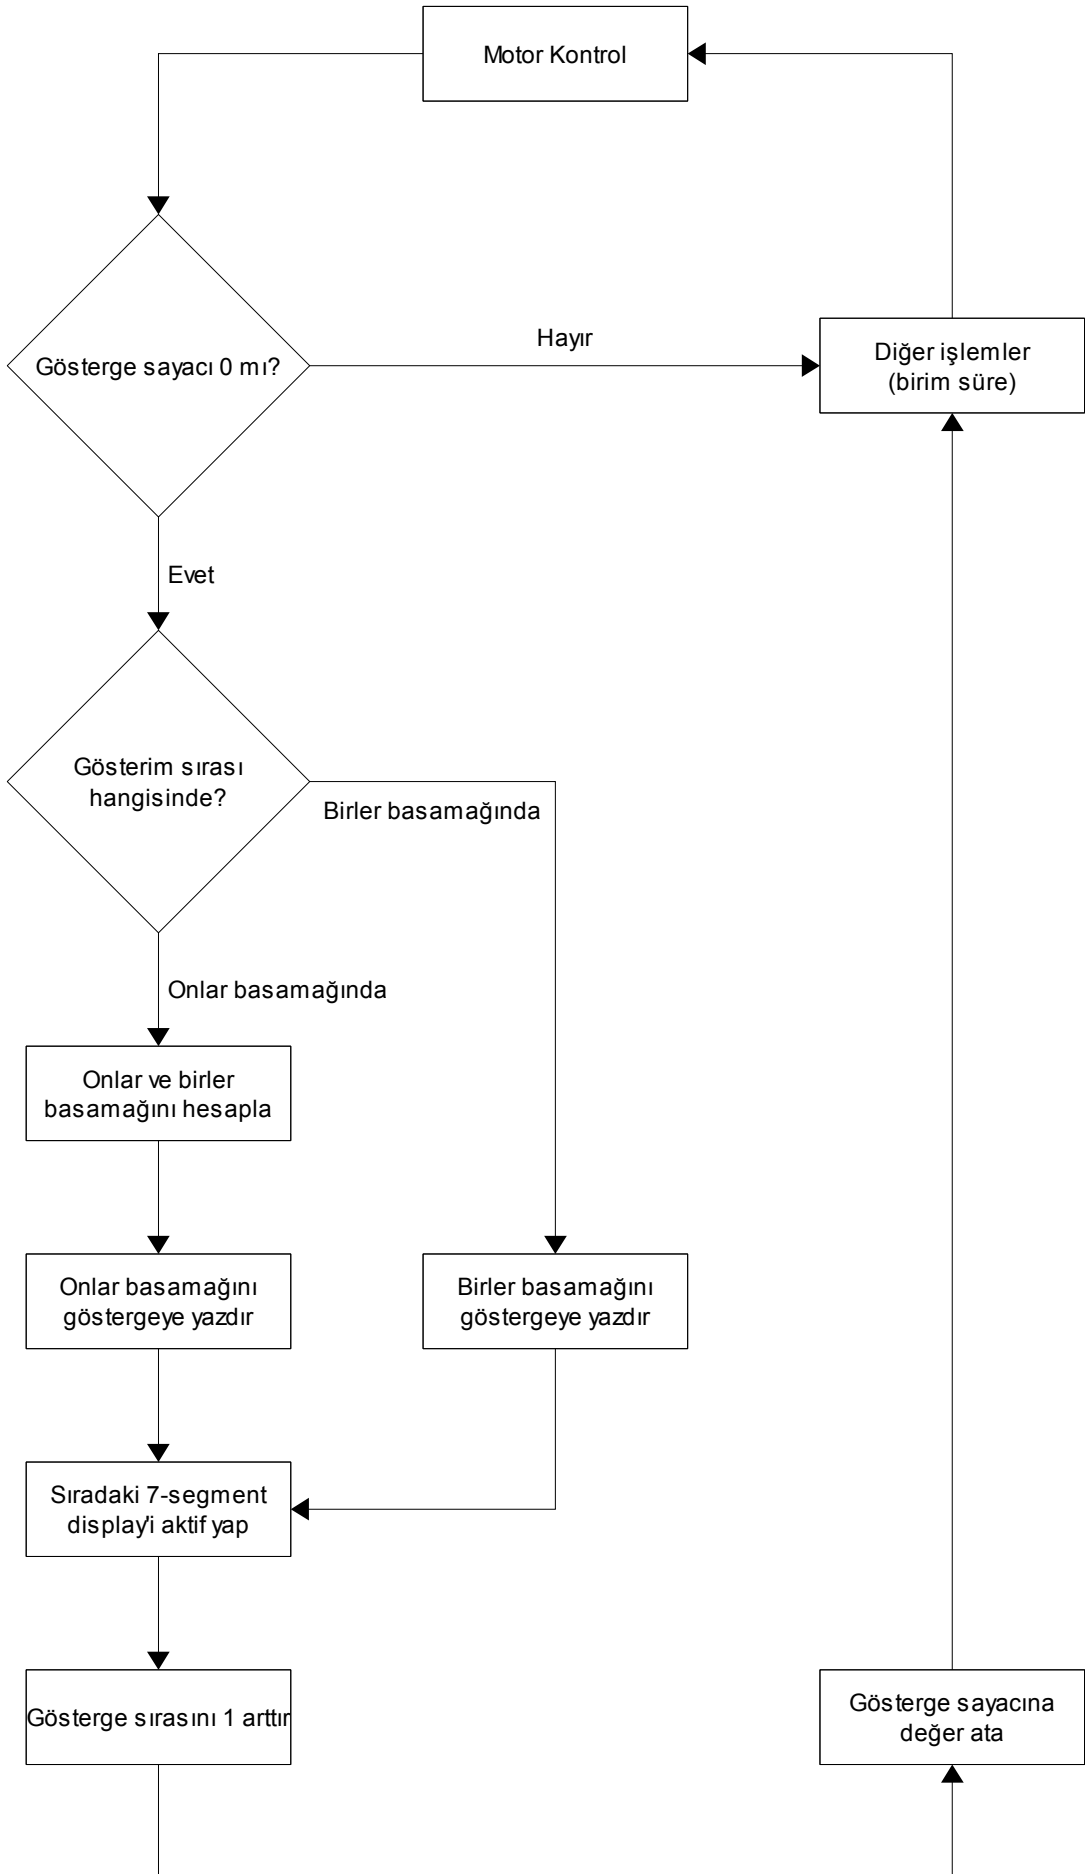 Motor Kontrol
Gösterge sayacı 0 mı?
Hayır
Diğer işlemler
(birim süre)
Evet
Gösterim sırası
hangisinde?
Birler basamağında
Onlar basamağında
Onlar ve birler
basamağını hesapla
Onlar basamağını
göstergeye yazdır
Birler basamağını
göstergeye yazdır
Sıradaki 7-segment
display'i aktif yap
Gösterge sırasını 1 arttır
Gösterge sayacına
değer ata